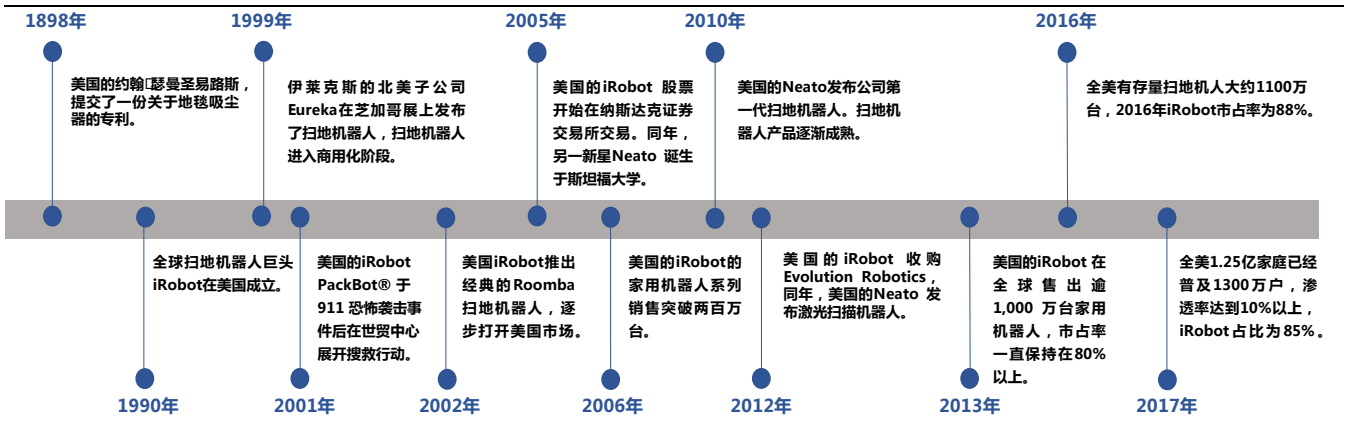 1898年
1999年
2005年
2010年
2016年
美国的约翰□瑟曼圣易路斯，
提交了一份关于地毯吸尘
器的专利。
伊莱克斯的北美子公司
Eureka在芝加哥展上发布
了扫地机器人，扫地机器人
进入商用化阶段。
美国的iRobot 股票
开始在纳斯达克证券
交易所交易。同年，
另一新星Neato 诞生
于斯坦福大学。
美国的Neato发布公司第
一代扫地机器人。扫地机
器人产品逐渐成熟。
全美有存量扫地机人大约1100万
台，2016年iRobot市占率为88%。
全球扫地机器人巨头
iRobot在美国成立。
美国的iRobot
PackBot® 于
911 恐怖袭击事
件后在世贸中心
展开搜救行动。
美国iRobot推出
经典的Roomba
扫地机器人，逐
步打开美国市场。
美国的iRobot的
家用机器人系列
销售突破两百万
台。
美国的iRobot 收购
Evolution Robotics，
同年，美国的Neato 发
布激光扫描机器人。
美国的iRobot 在
全球售出逾
1,000 万台家用
机器人，市占率
一直保持在80%
以上。
全美1.25亿家庭已经
普及1300万户，渗
透率达到10%以上，
iRobot占比为85%。
1990年
2001年
2002年
2006年
2012年
2013年
2017年